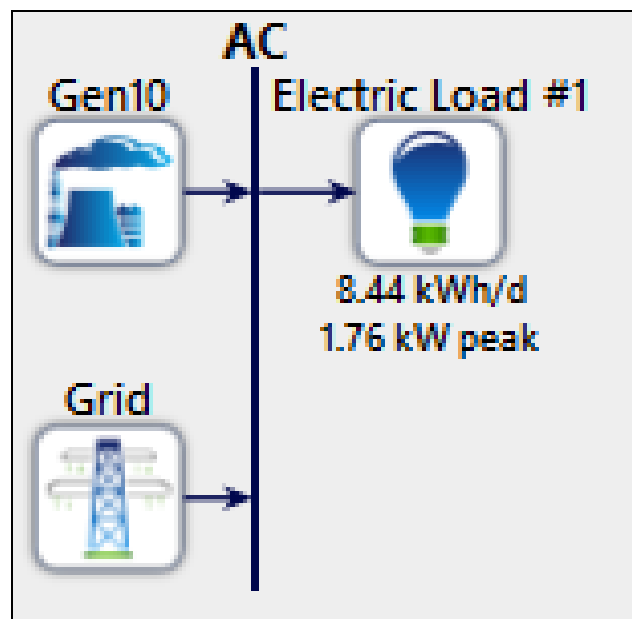 AC
Gen10
Electric Load #1
8.44 kWh/d
1.76 kW peak
Grid